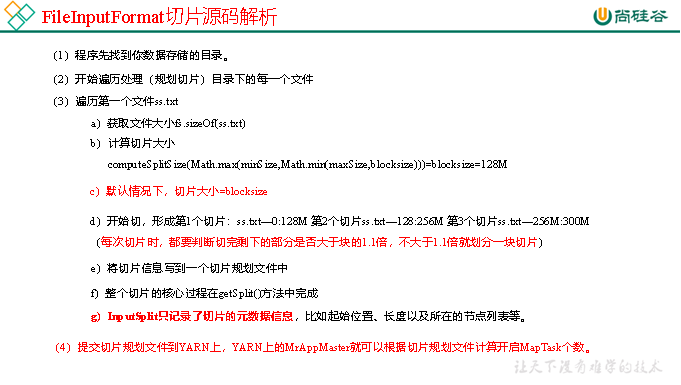 FileInputFormat切片源码解析
尚硅谷
(1)程序先找到你数据存储的目录。
(2)开始遍历处理(规划切片)目录下的每一个文件
(3)遍历第一个文件ss.txt
a)获取文件大小fs.sizeOf(ss.txt)
b)计算切片大小
computeSplitSize(Math.max(minSize,Math.min(maxSize,blocksize)))=blocksize=128M
c)默认情况下,切片大小=blocksize
d)开始切,形成第1个切片:ss.txt—0:128M 第2个切片ss.txt—128:256M 第3个切片ss.txt—256M:300M
(每次切片时,都要判断切完剩下的部分是否大于块的1.1倍,不大于1.1倍就划分一块切片)
e)将切片信息写到一个切片规划文件中
f)整个切片的核心过程在getSplit()方法中完成
g)InputSplit只记录了切片的元数据信息,比如起始位置、长度以及所在的节点列表等。
(4)提交切片规划文件到YARN上,YARN上的MrAppMaster就可以根据切片规划文件计算开启MapTask个数。
让天下没有难学的技术